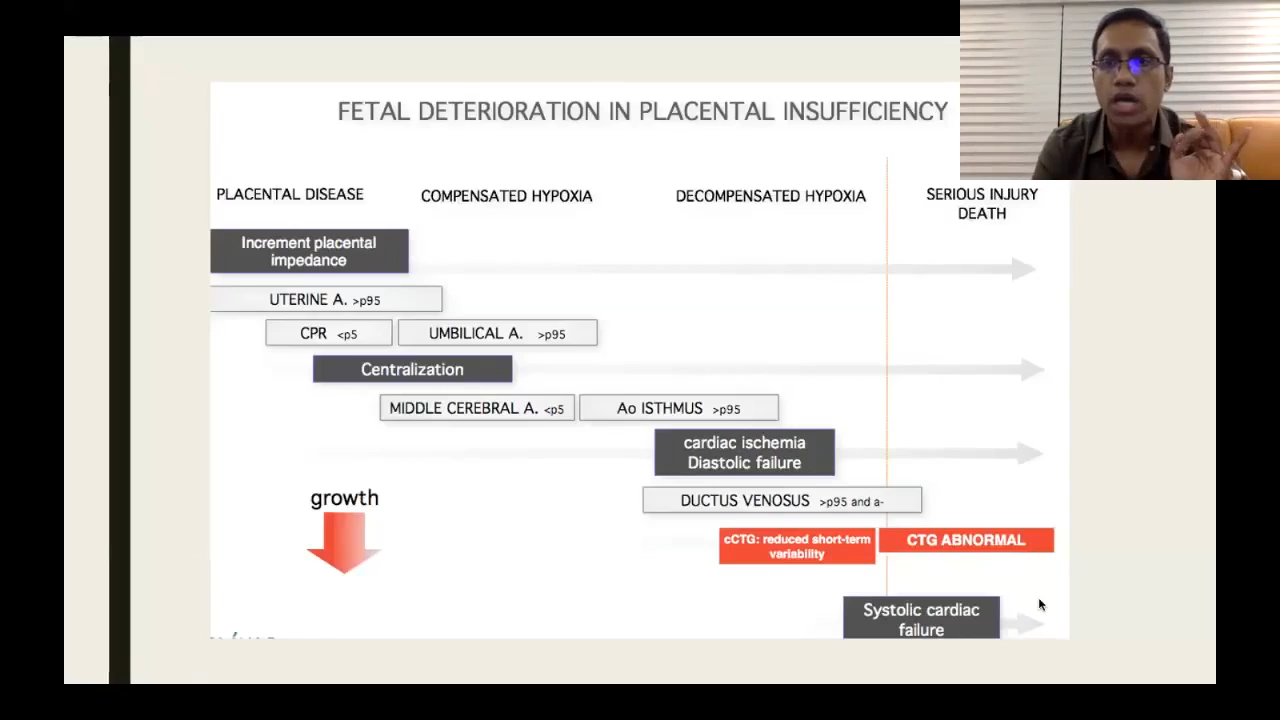 FETAL DETERIORATION IN PLACENTAL INSUFFICIENCY
PLACENTAL DISEASE
COMPENSATED HYPOXIA
DECOMPENSATED HYPOXIA
SERIOUS INJURY
DEATH
Increment placental
impedance
UTERINE A. >p95
CPR <p5
UMBILICAL A. >p95
Centralization
MIDDLE CEREBRAL A. <p5
Ao ISTHMUS >p95
cardiac ischemia
Diastolic failure
growth
DUCTUS VENOSUS >p95 and a-
cCTG: reduced short-term
variability
CTG ABNORMAL
Systolic cardiac
failure